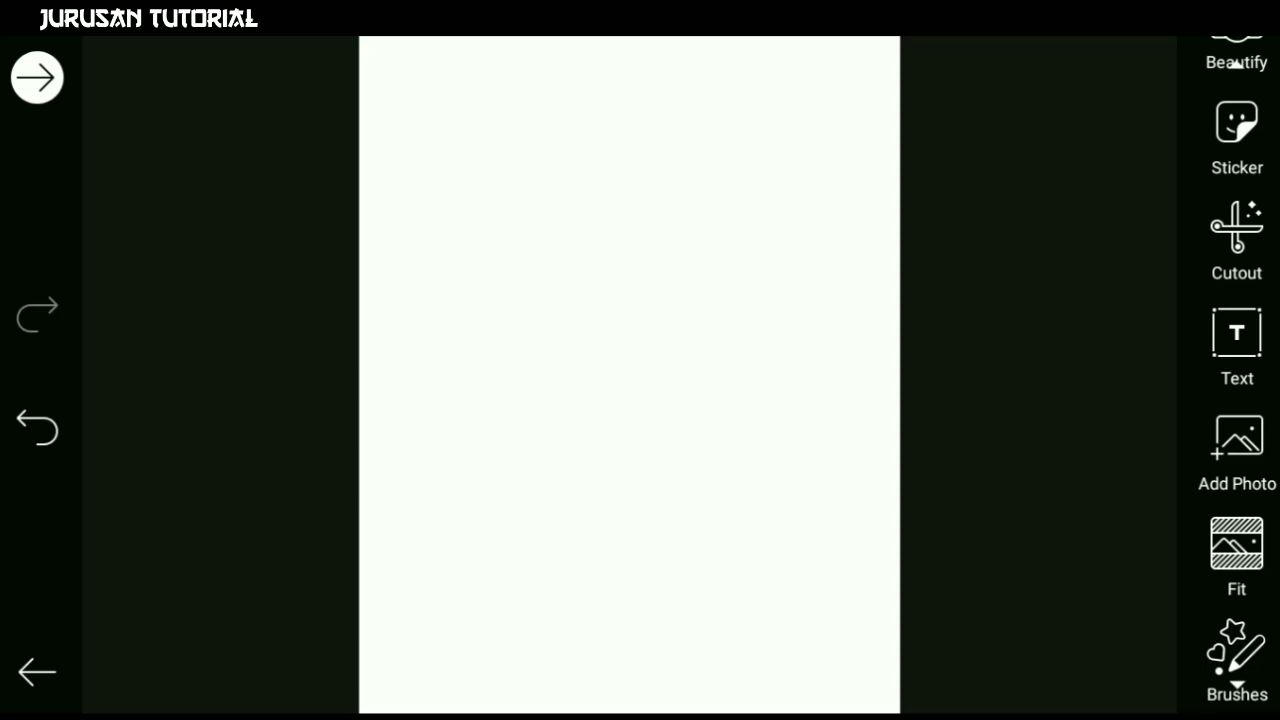 JURUSAN TUTORIAL
Beautify
Sticker
Cutout
T
Text
Add Photo
Fit
Brushes